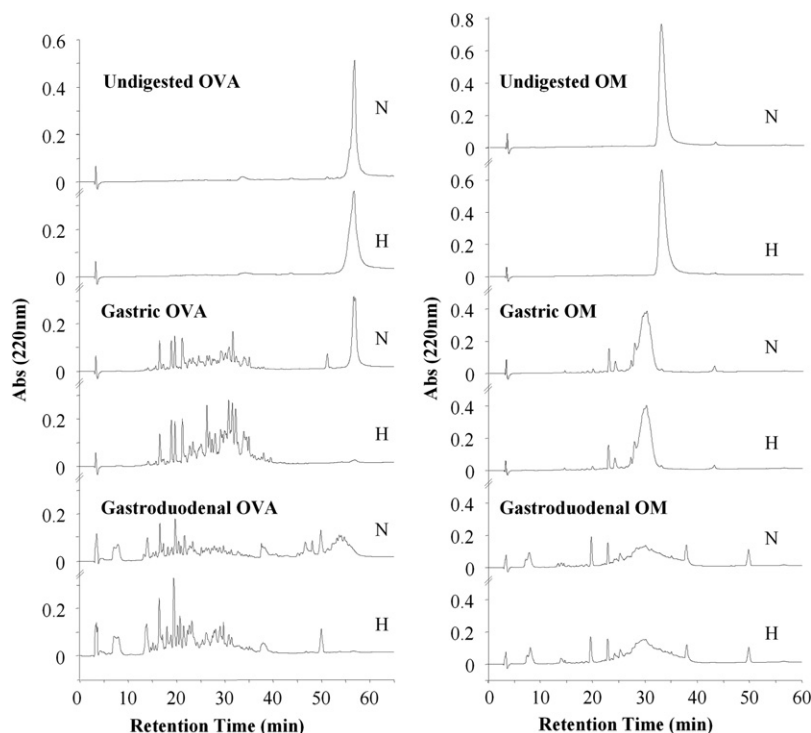 0.6
Undigested OVA
N
0.4
0.2
0
H
0.2
0
Abs (220nm)
Gastric OVA
N
0.2
0
H
0.2
0
Gastroduodenal OVA
N
0.2
0
H
0.2
0
0 10 20 30 40 50 60
Retention Time (min)
0.8
Undigested OM
0.6
N
0.4
0.2
0
0.6
H
0.4
0.2
0
Abs (220nm)
0.4
Gastric OM
N
0.2
0
0.4
H
0.2
0
0.4
Gastroduodenal OM
N
0.2
0
0.4
H
0.2
0
0 10 20 30 40 50 60
Retention Time (min)